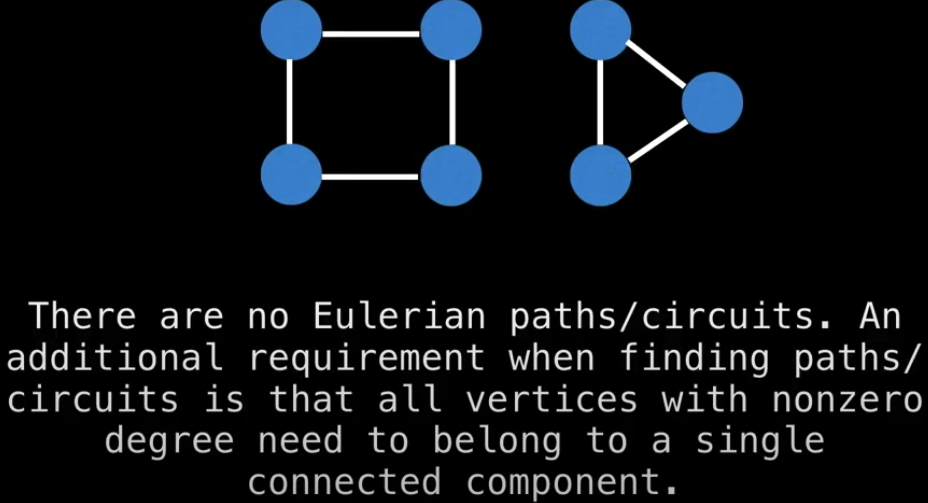 There are no Eulerian paths/circuits. An
additional requirement when finding paths/
circuits is that all vertices with nonzero
degree need to belong to a single
connected component.